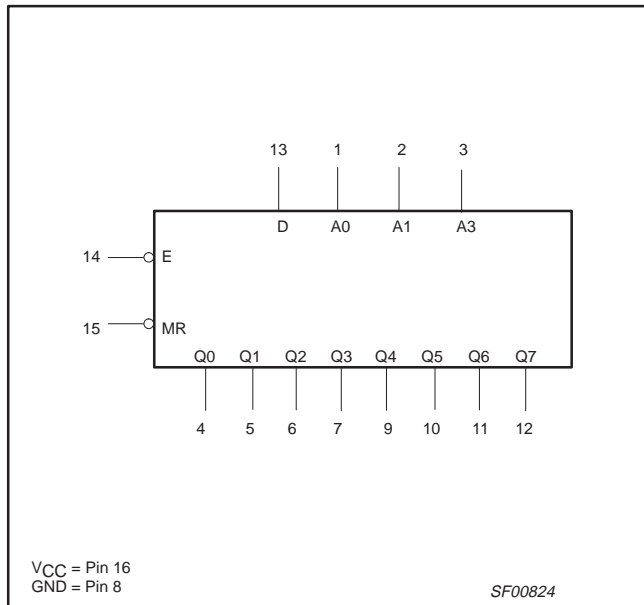 13 1 2 3
D A0 A1 A3
14 E
15 MR
Q0 Q1 Q2 Q3 Q4 Q5 Q6 Q7
4 5 6 7 9 10 11 12
VCC = Pin 16
GND = Pin 8
SF00824